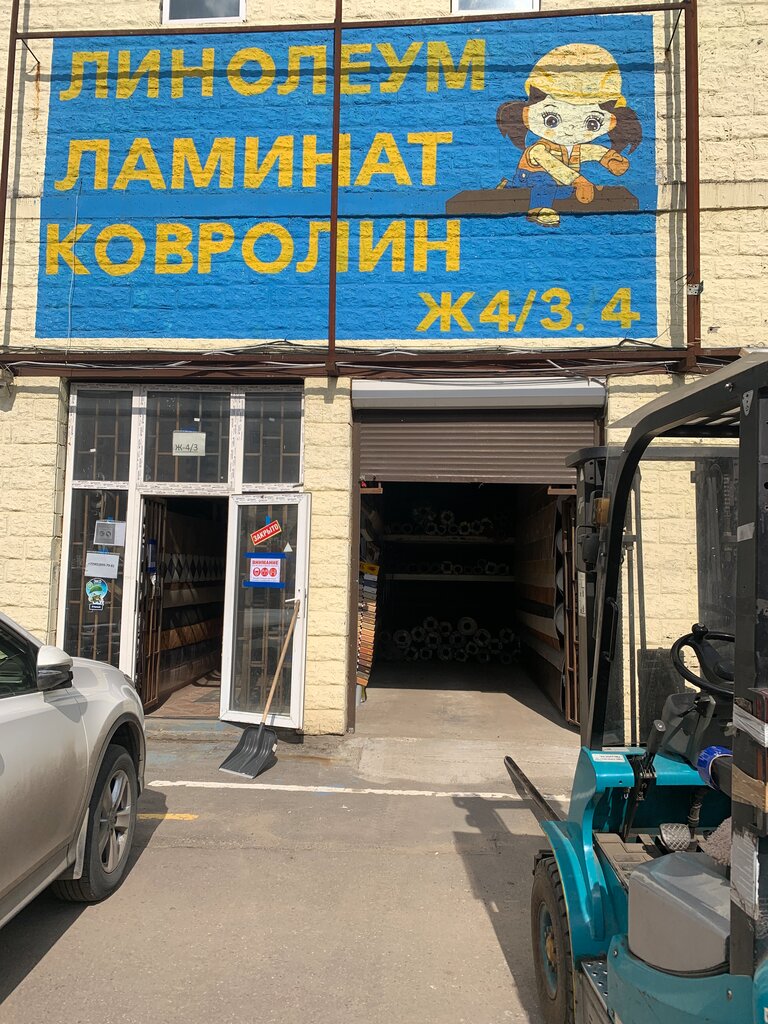 ЛИНОЛЕУМ
ЛАМИНАТ
КОВРОЛИН
Ж4/3.4
Ж-4/3
ЗАКРЫТО
ВНИМАНИЕ